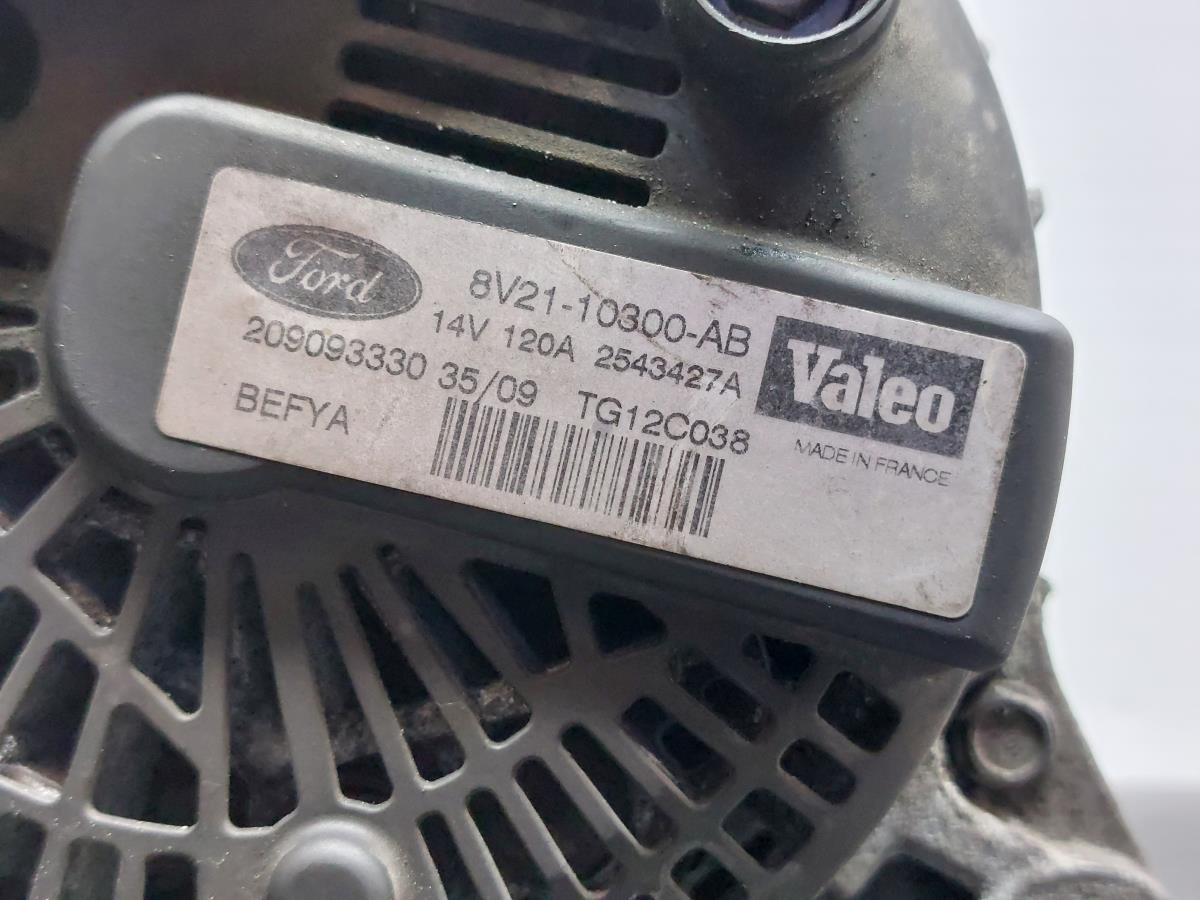 Ford
8V21-10300-AB
14V 120A 2543427A
209093330 35/09 TG12C038
BEFYA
Valeo
MADE IN FRANCE